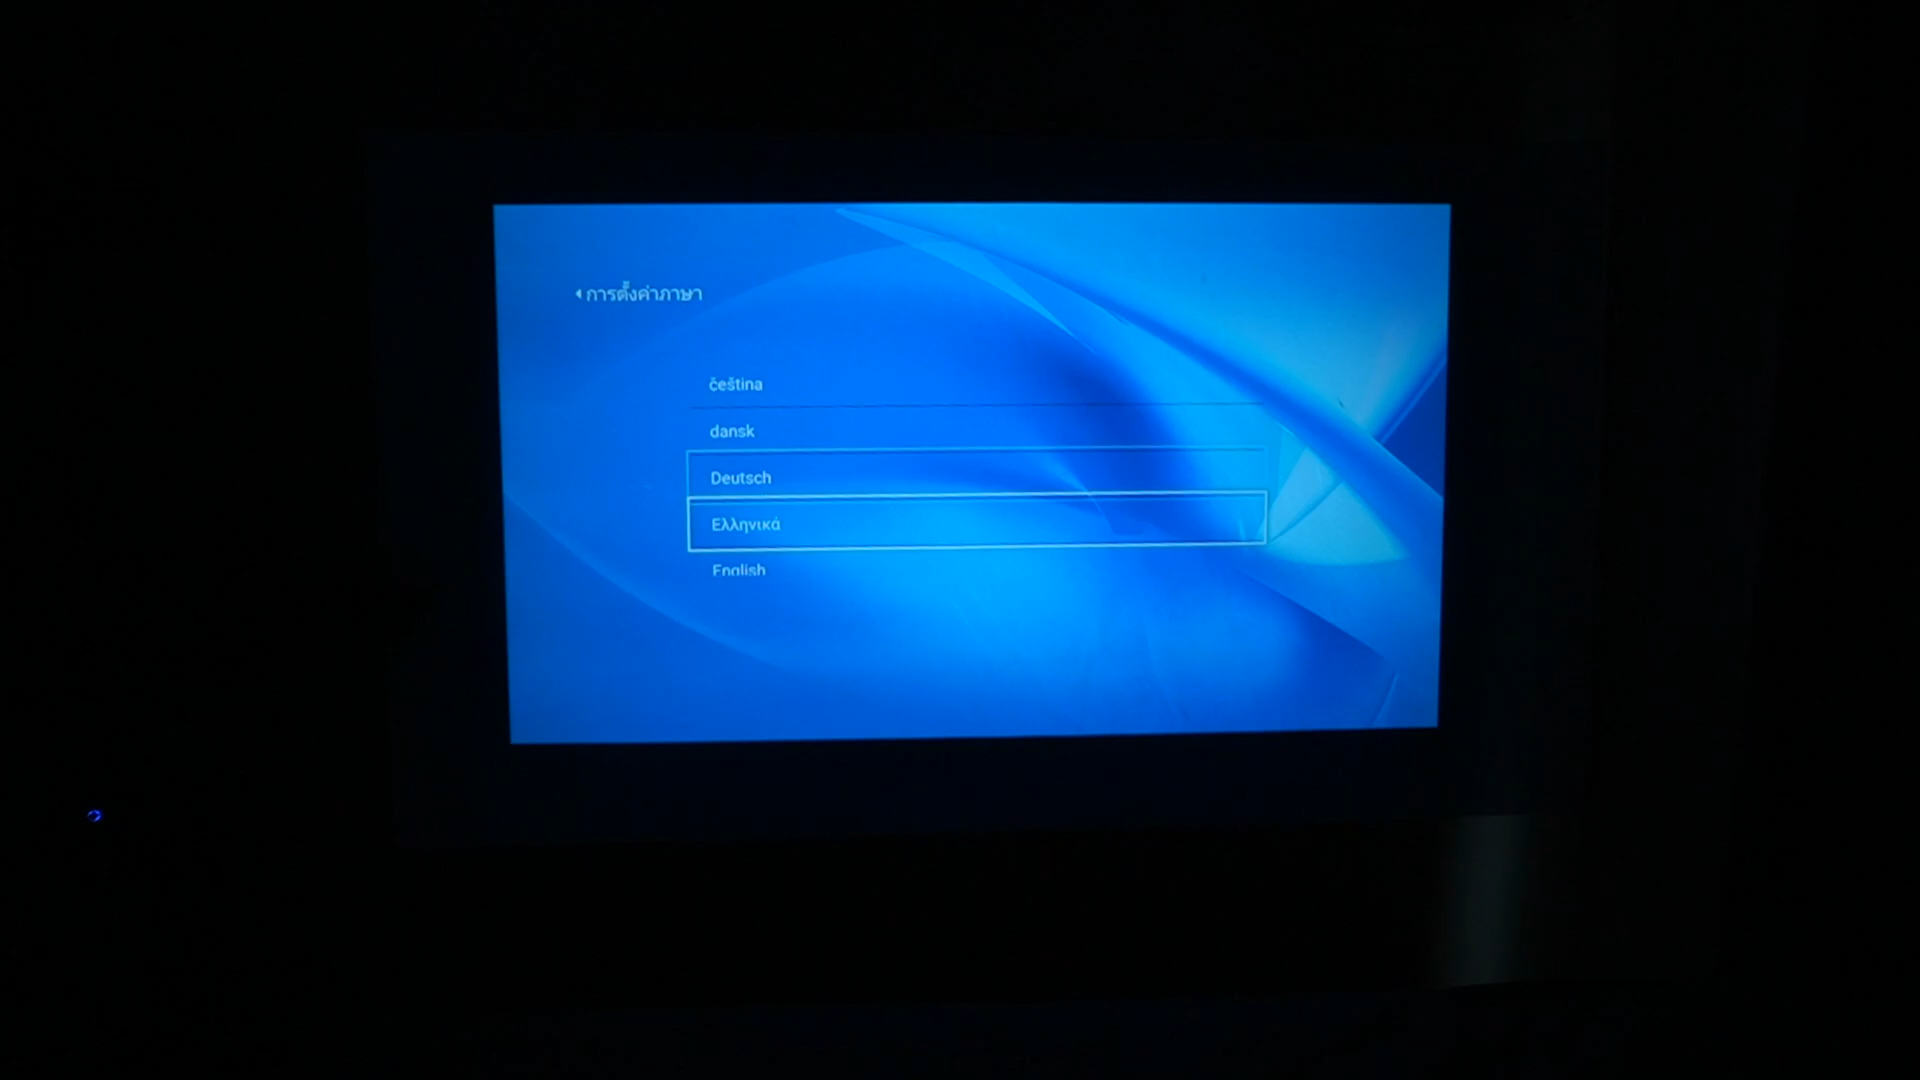 การตั้งค่าภาษา
čeština
dansk
Deutsch
Ελληνικά
English